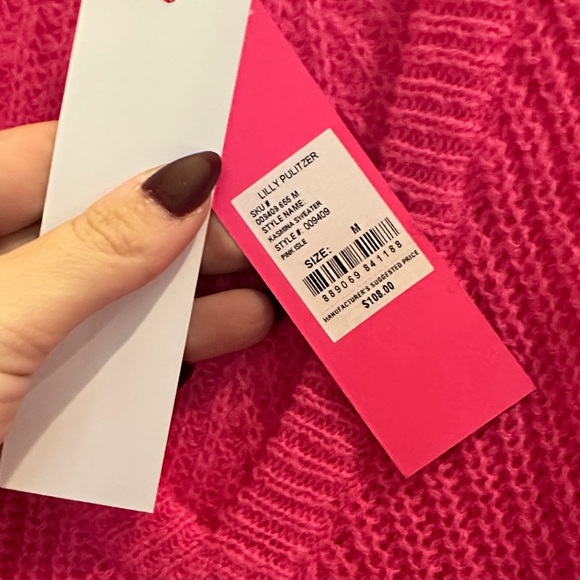 LILLY PULITZER
SKU #
009409 655 M
STYLE NAME:
KASMINA SWEATER
STYLE #: 009409
PINK ISLE
SIZE: M
889069 841188
MANUFACTURER'S SUGGESTED PRICE
$108.00